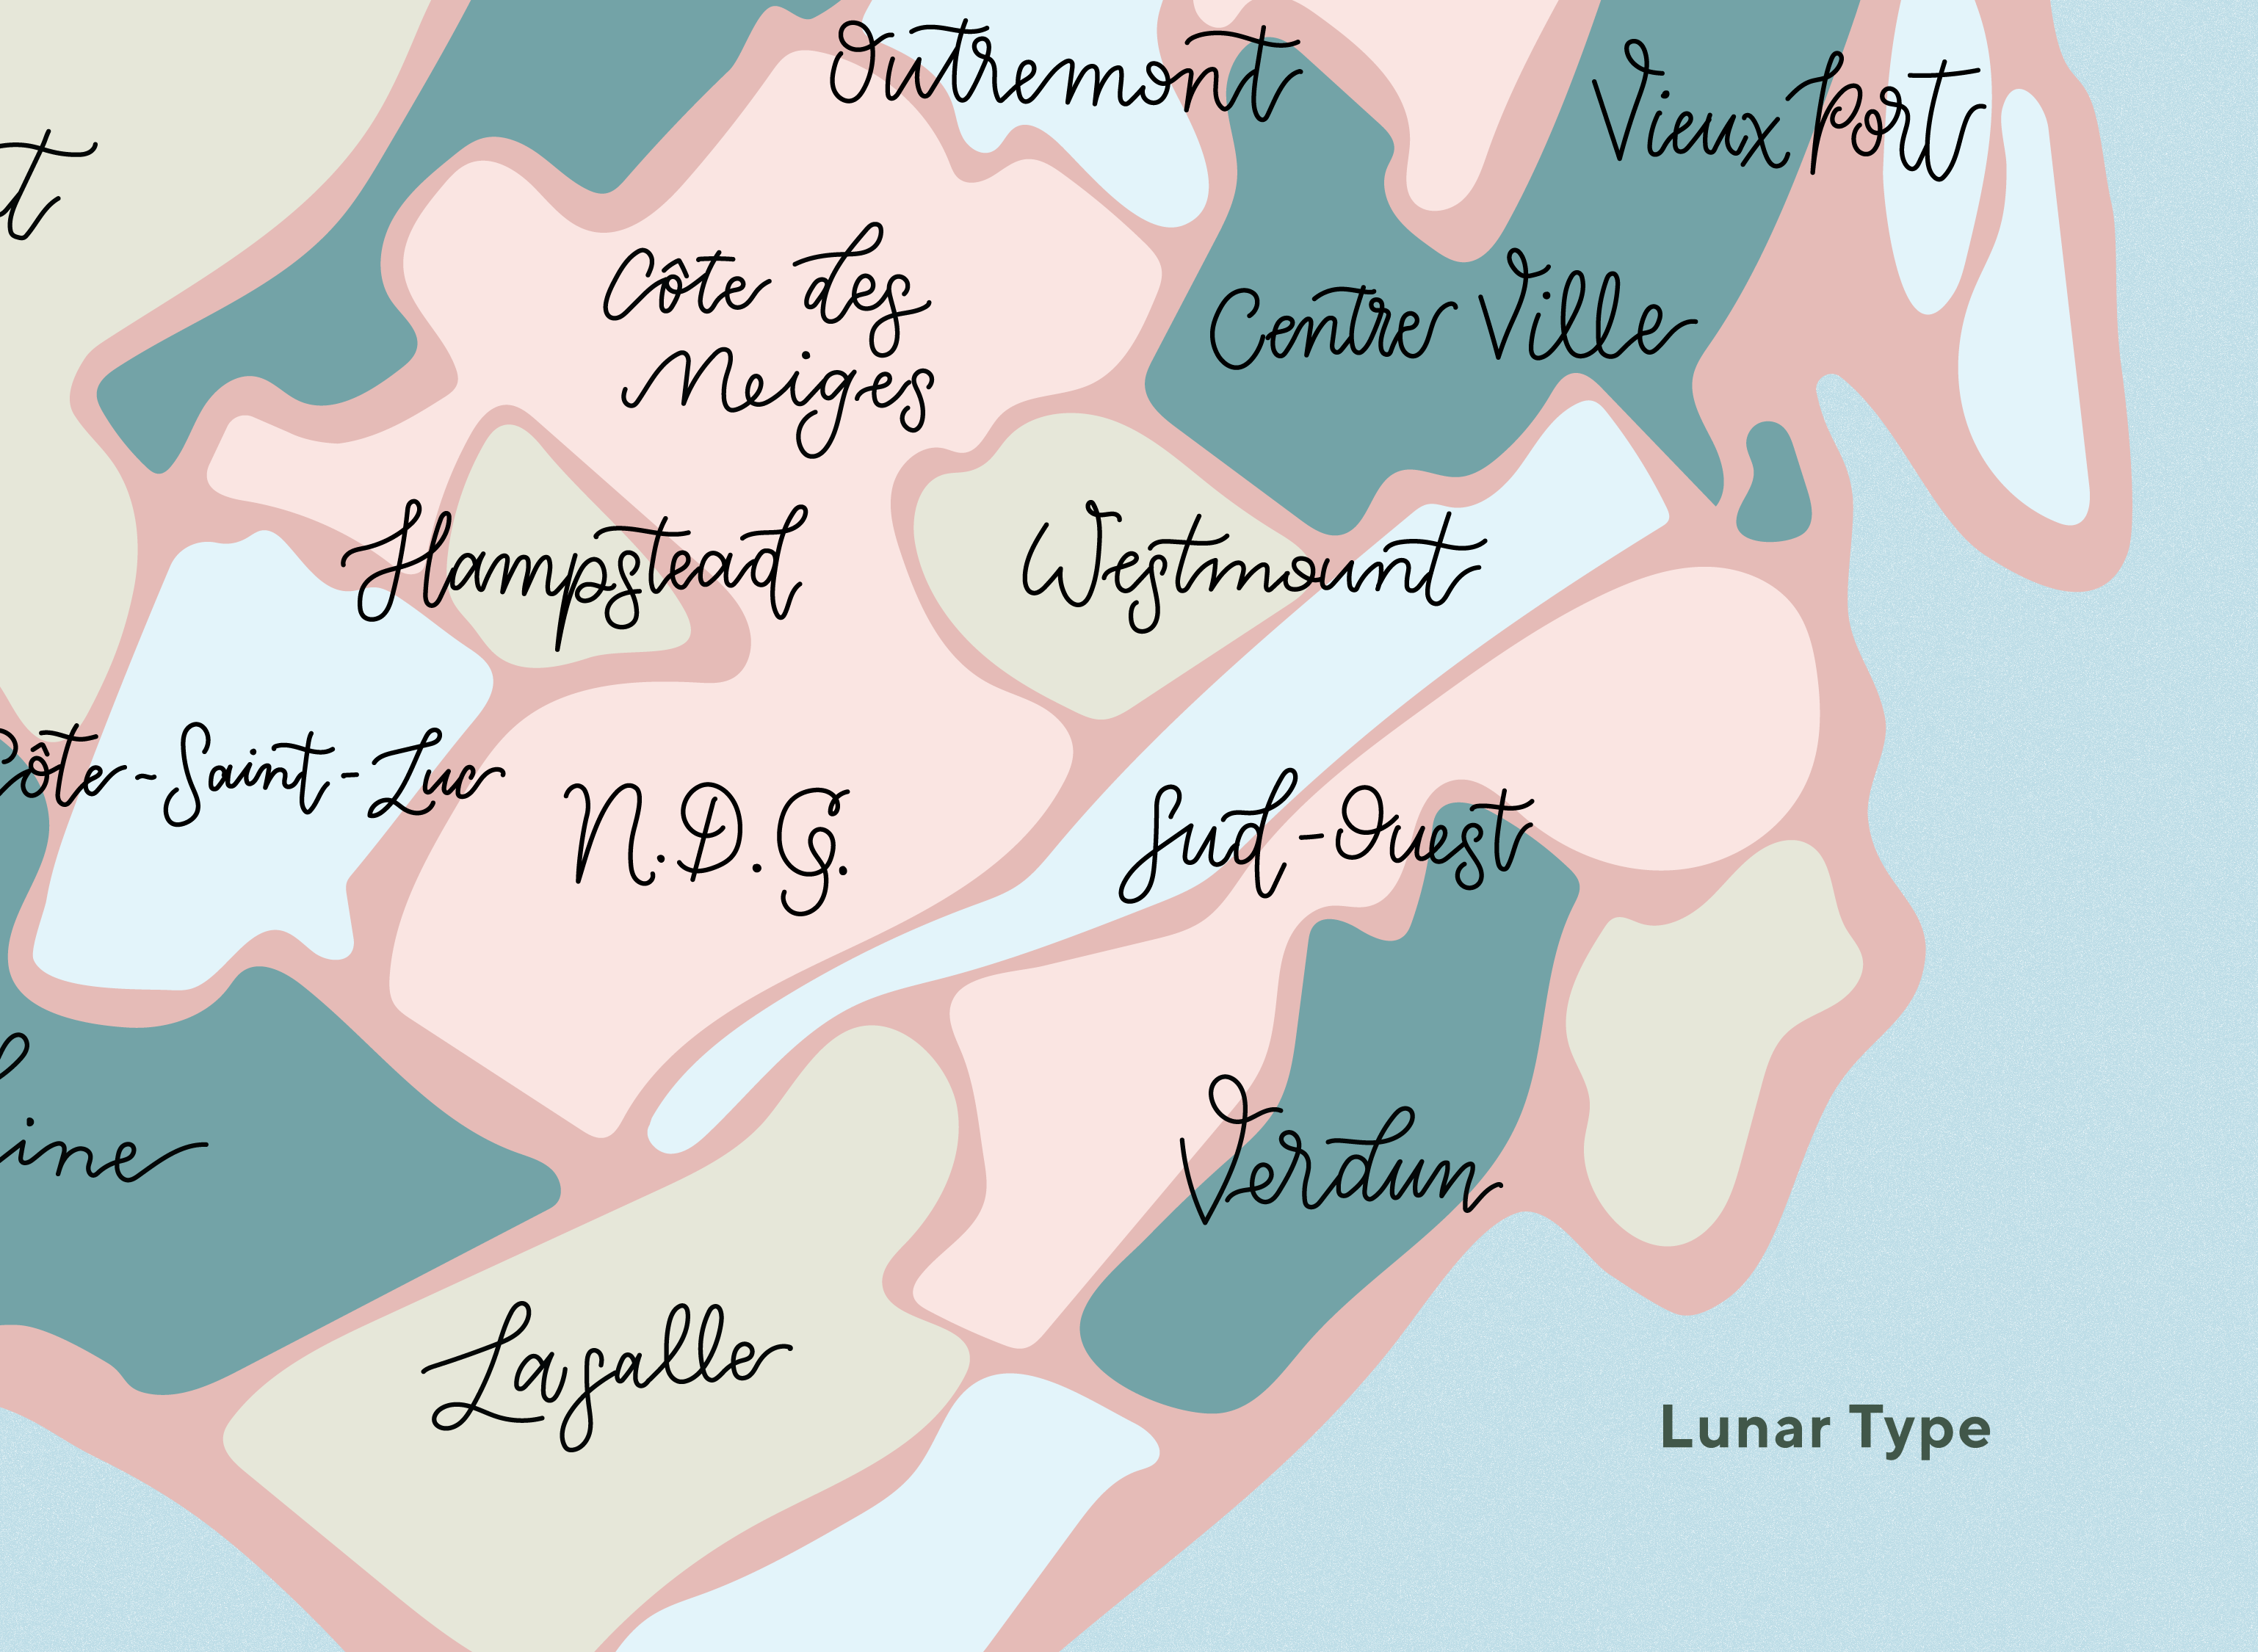 Outremont
Vieux Port
t
Côte des
Neiges
Centre Ville
Hampstead
Westmount
Côte-Saint-Luc
N.D.G.
Sud-Ouest
ine
Verdun
Lasalle
Lunar Type